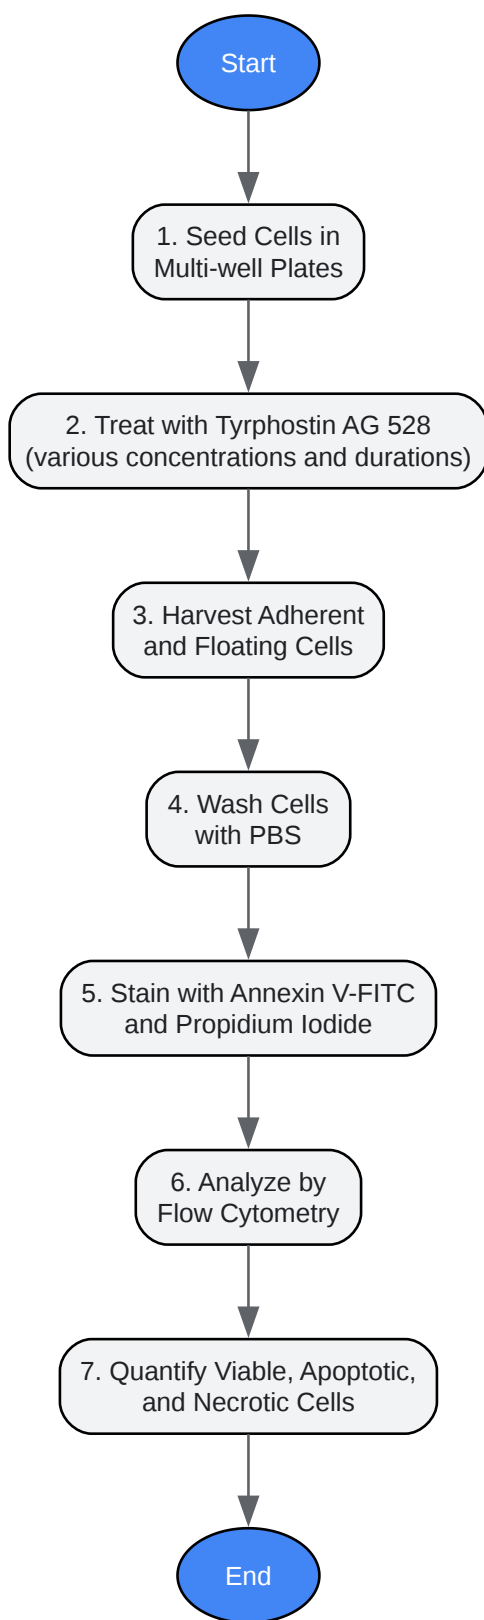 Start
1. Seed Cells in
Multi-well Plates
2. Treat with Tyrphostin AG 528
(various concentrations and durations)
3. Harvest Adherent
and Floating Cells
4. Wash Cells
with PBS
5. Stain with Annexin V-FITC
and Propidium Iodide
6. Analyze by
Flow Cytometry
7. Quantify Viable, Apoptotic,
and Necrotic Cells
End